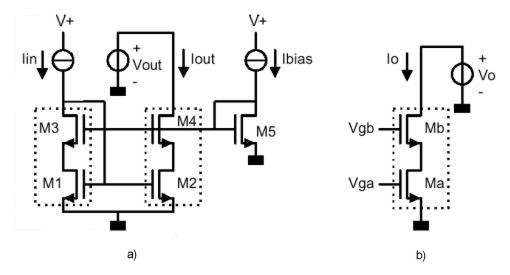 V+ V+
Iin + Vout - Iout Ibias Io + Vo -
M3 M4 M5 Vgb Mb
M1 M2 Vga Ma
a) b)